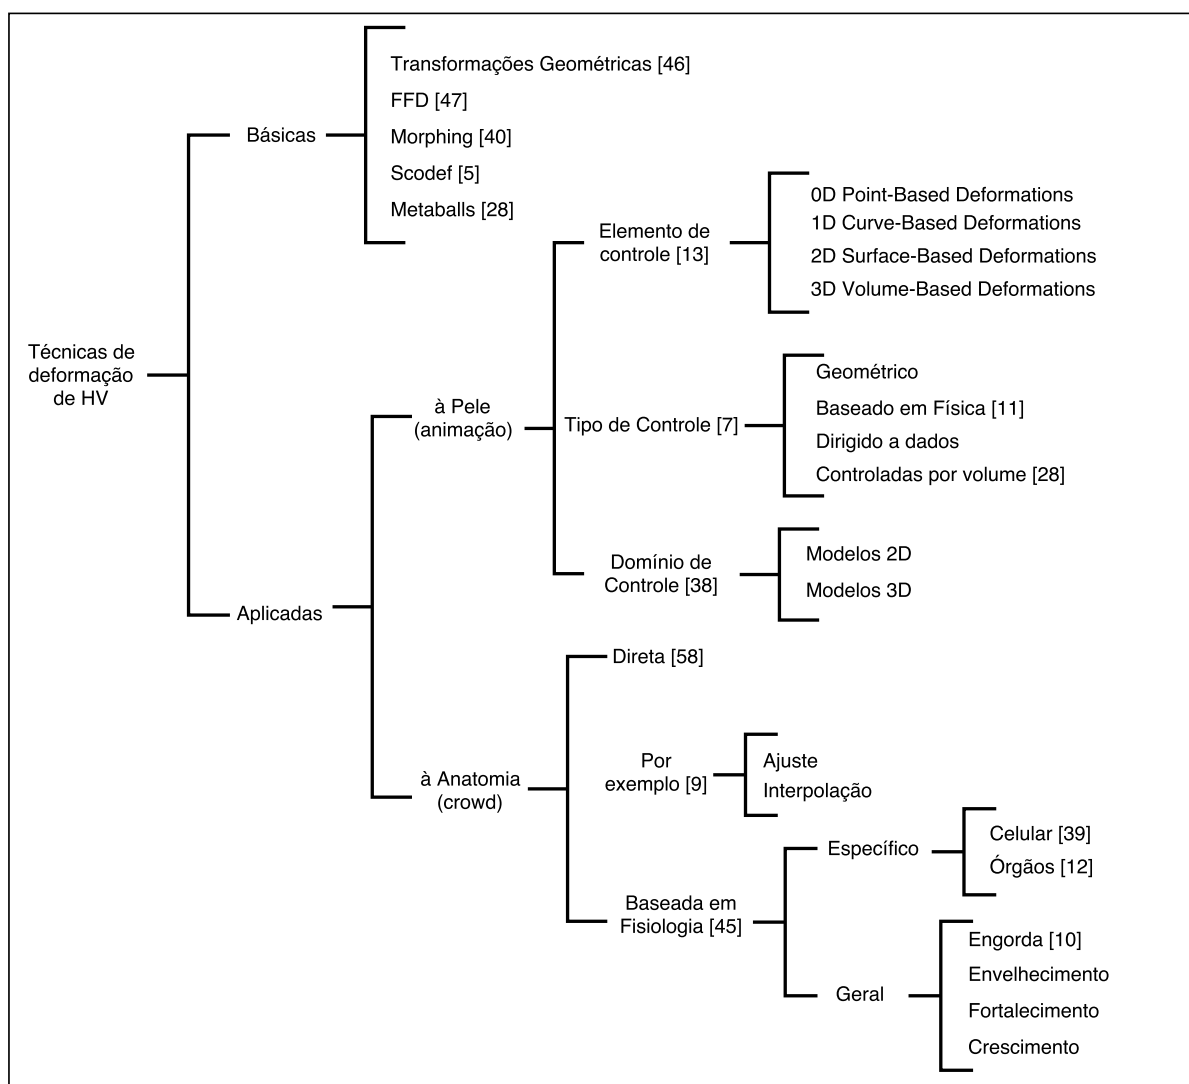 Técnicas de
deformação
de HV
Básicas
Transformações Geométricas [46]
FFD [47]
Morphing [40]
Scodef [5]
Metaballs [28]
Aplicadas
à Pele
(animação)
Elemento de
controle [13]
0D Point-Based Deformations
1D Curve-Based Deformations
2D Surface-Based Deformations
3D Volume-Based Deformations
Tipo de Controle [7]
Geométrico
Baseado em Física [11]
Dirigido a dados
Controladas por volume [28]
Domínio de
Controle [38]
Modelos 2D
Modelos 3D
à Anatomia
(crowd)
Direta [58]
Por
exemplo [9]
Ajuste
Interpolação
Baseada em
Fisiologia [45]
Específico
Celular [39]
Órgãos [12]
Geral
Engorda [10]
Envelhecimento
Fortalecimento
Crescimento